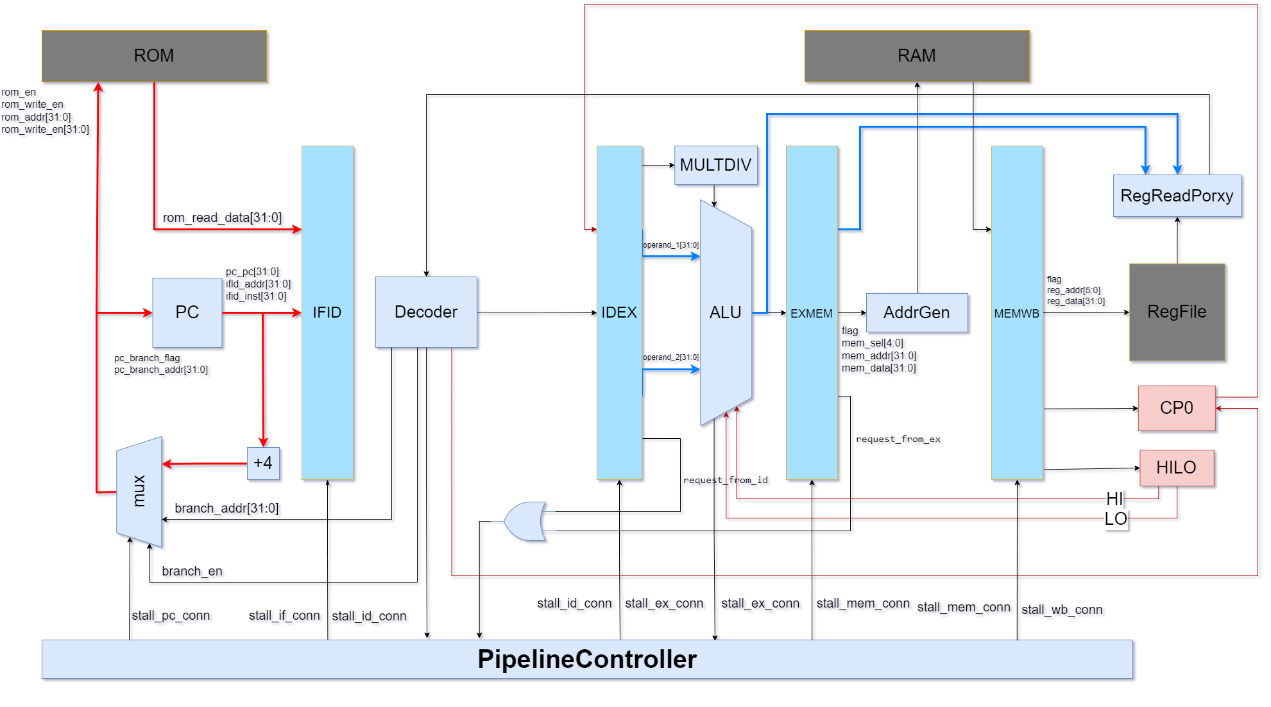 ROM
RAM
rom_en
rom_write_en
rom_addr[31:0]
rom_write_en[31:0]
MULTDIV
RegReadPorxy
rom_read_data[31:0]
operand_1[31:0]
pc_pc[31:0]
ifId_addr[31:0]
ifid_inst[31:0]
flag
reg_addr[5:0]
reg_data[31:0]
PC
IFID
Decoder
IDEX
ALU
EXMEM
AddrGen
MEMWB
RegFile
flag
mem_sel[4:0]
mem_addr[31:0]
mem_data[31:0]
pc_branch_flag
pc_branch_addr[31:0]
operand_2[31:0]
CP0
request_from_ex
+4
HILO
mux
request_from_id
HI
LO
branch_addr[31:0]
branch_en
stall_pc_conn
stall_if_conn
stall_id_conn
stall_id_conn
stall_ex_conn
stall_ex_conn
stall_mem_conn
stall_mem_conn
stall_wb_conn
PipelineController